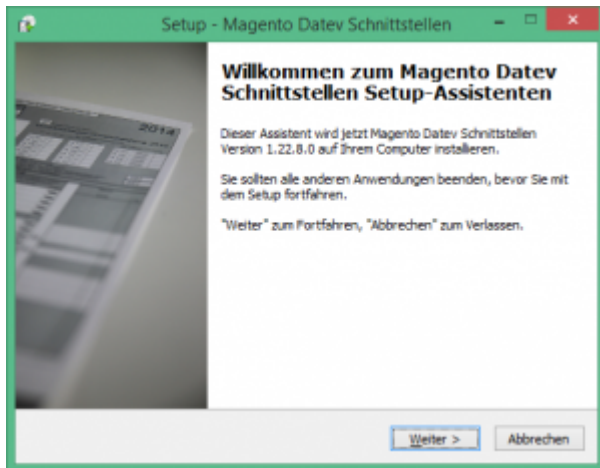 Setup - Magento Datev Schnittstellen
Willkommen zum Magento Datev
Schnittstellen Setup-Assistenten
Dieser Assistent wird jetzt Magento Datev Schnittstellen
Version 1.22.8.0 auf Ihrem Computer installieren.
Sie sollten alle anderen Anwendungen beenden, bevor Sie mit
dem Setup fortfahren.
"Weiter" zum Fortfahren, "Abbrechen" zum Verlassen.
2014
Weiter >
Abbrechen